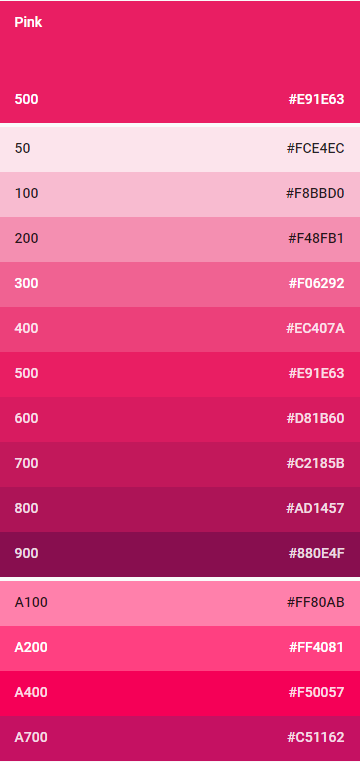 Pink
500 #E91E63
50 #FCE4EC
100 #F8BBD0
200 #F48FB1
300 #F06292
400 #EC407A
500 #E91E63
600 #D81B60
700 #C2185B
800 #AD1457
900 #880E4F
A100 #FF80AB
A200 #FF4081
A400 #F50057
A700 #C51162